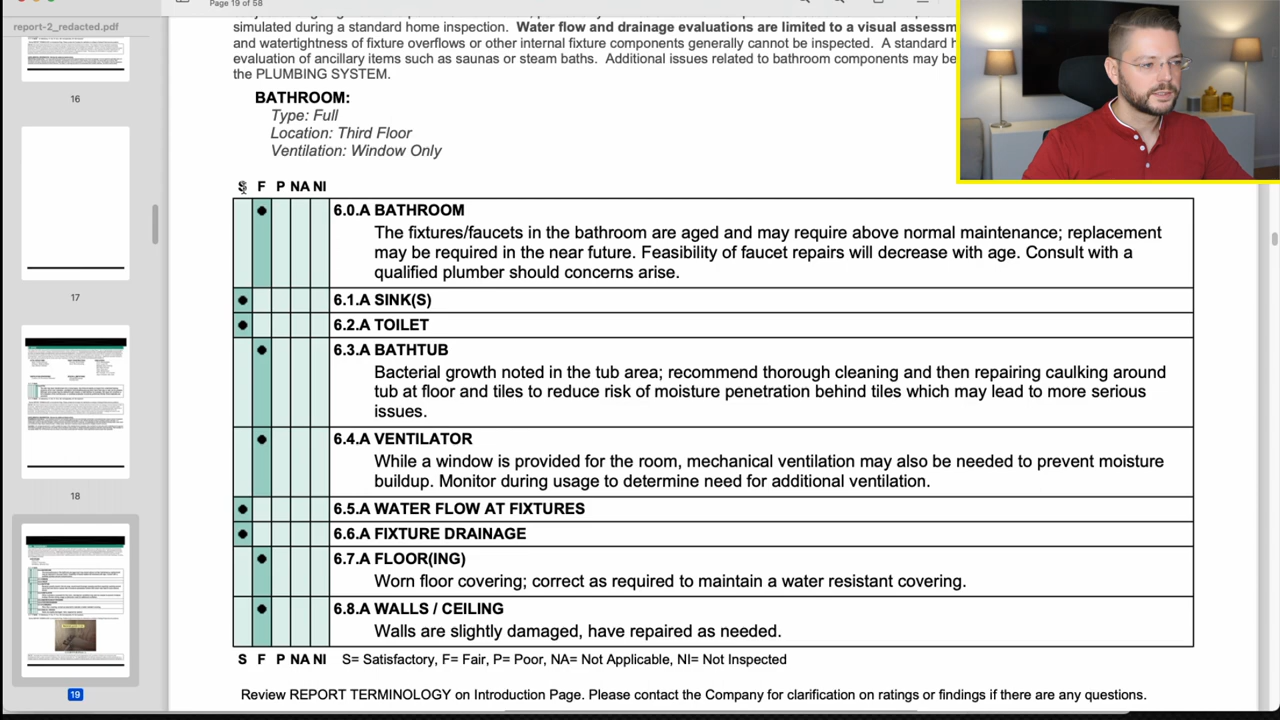 Page 19 of 58
report-2_redacted.pdf
16
17
18
19
simulated during a standard home inspection. Water flow and drainage evaluations are limited to a visual
and watertightness of fixture overflows or other internal fixture components generally cannot be inspected. A standard
evaluation of ancillary items such as saunas or steam baths. Additional issues related to bathroom components may be
the PLUMBING SYSTEM.
BATHROOM:
Type: Full
Location: Third Floor
Ventilation: Window Only
S F P NA NI
6.0.A BATHROOM
The fixtures/faucets in the bathroom are aged and may require above normal maintenance; replacement
may be required in the near future. Feasibility of faucet repairs will decrease with age. Consult with a
qualified plumber should concerns arise.
6.1.A SINK(S)
6.2.A TOILET
6.3.A BATHTUB
Bacterial growth noted in the tub area; recommend thorough cleaning and then repairing caulking around
tub at floor and tiles to reduce risk of moisture penetration behind tiles which may lead to more serious
issues.
6.4.A VENTILATOR
While a window is provided for the room, mechanical ventilation may also be needed to prevent moisture
buildup. Monitor during usage to determine need for additional ventilation.
6.5.A WATER FLOW AT FIXTURES
6.6.A FIXTURE DRAINAGE
6.7.A FLOOR(ING)
Worn floor covering; correct as required to maintain a water resistant covering.
6.8.A WALLS / CEILING
Walls are slightly damaged, have repaired as needed.
S F P NA NI S= Satisfactory, F= Fair, P= Poor, NA= Not Applicable, NI= Not Inspected
Review REPORT TERMINOLOGY on Introduction Page. Please contact the Company for clarification on ratings or findings if there are any questions.